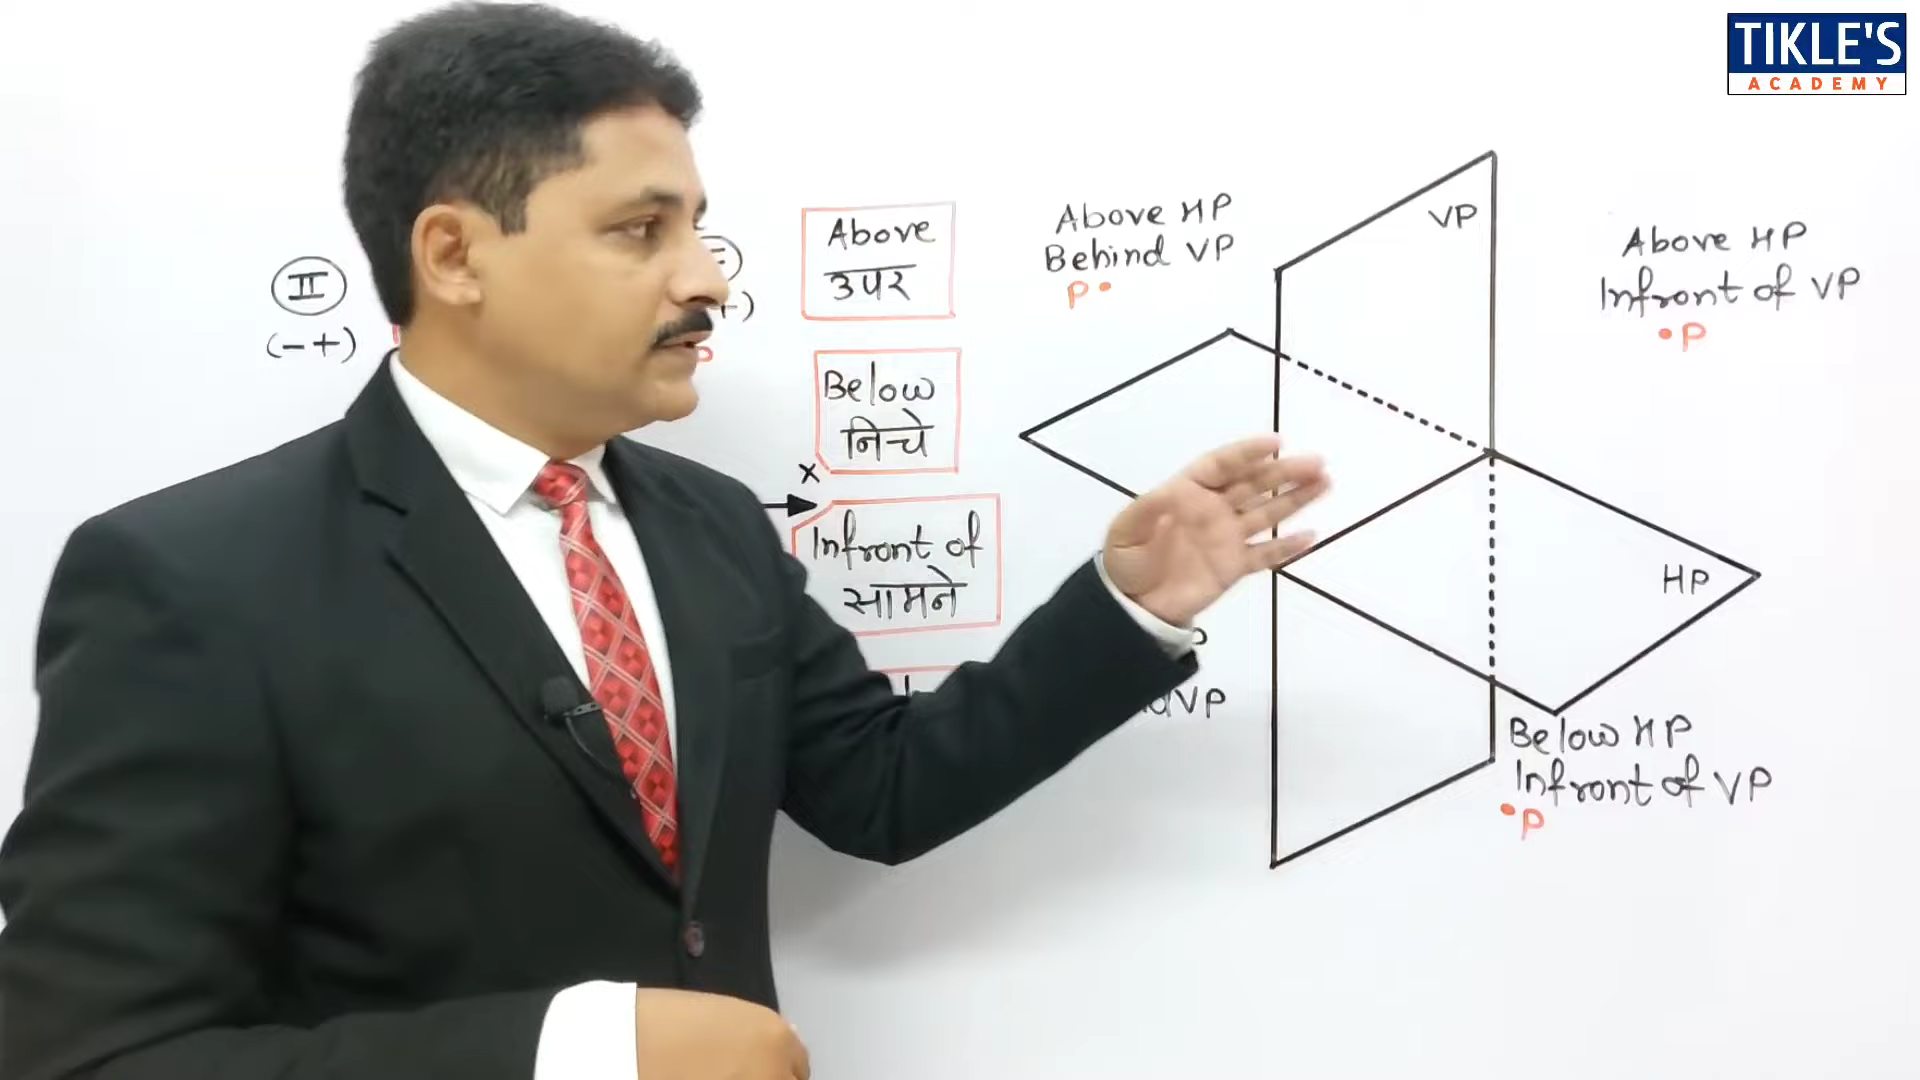 TIKLE'S
ACADEMY
II
(-+)
+)
P
Above
उपर
Below
निचे
X
Infront of
सामने
Above HP
Behind VP
P
VP
Above HP
Infront of VP
P
HP
VP
Below HP
Infront of VP
P